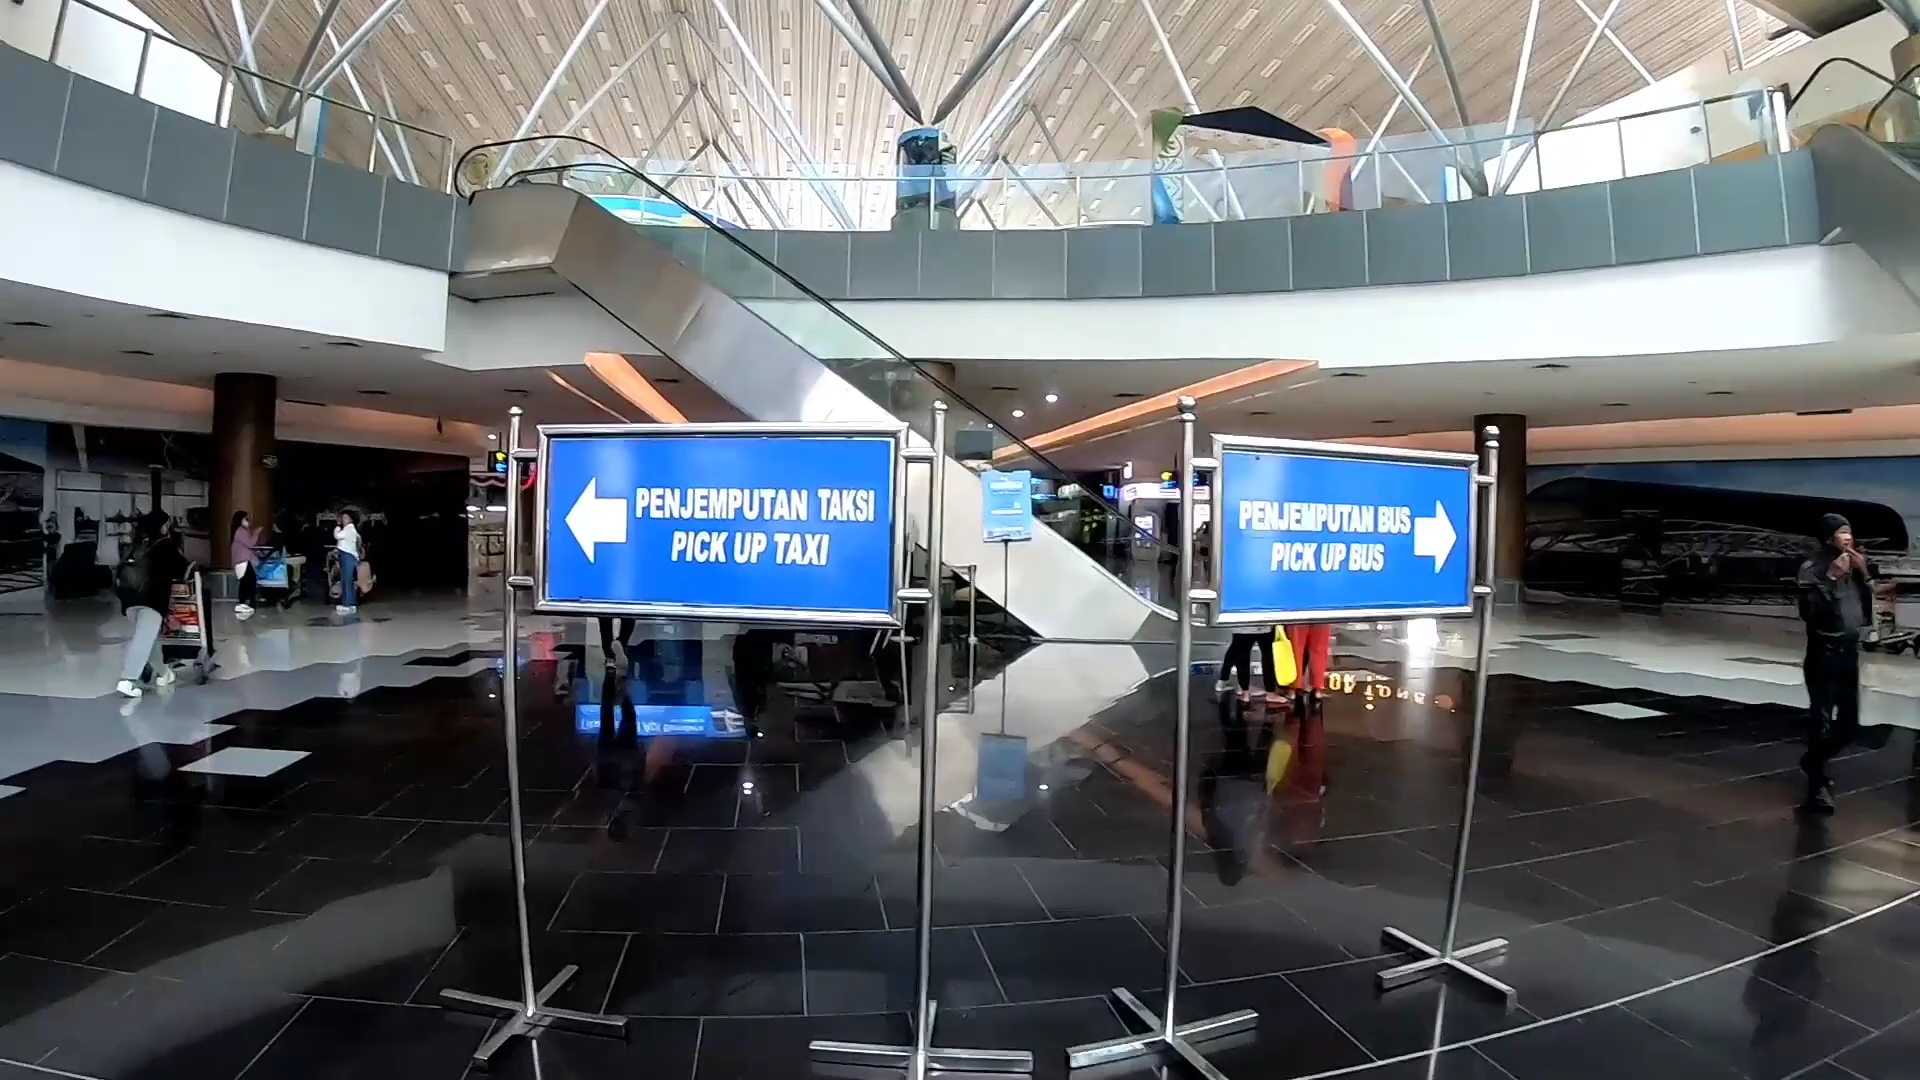 PENJEMPUTAN TAKSI
PICK UP TAXI
PENJEMPUTAN BUS
PICK UP BUS